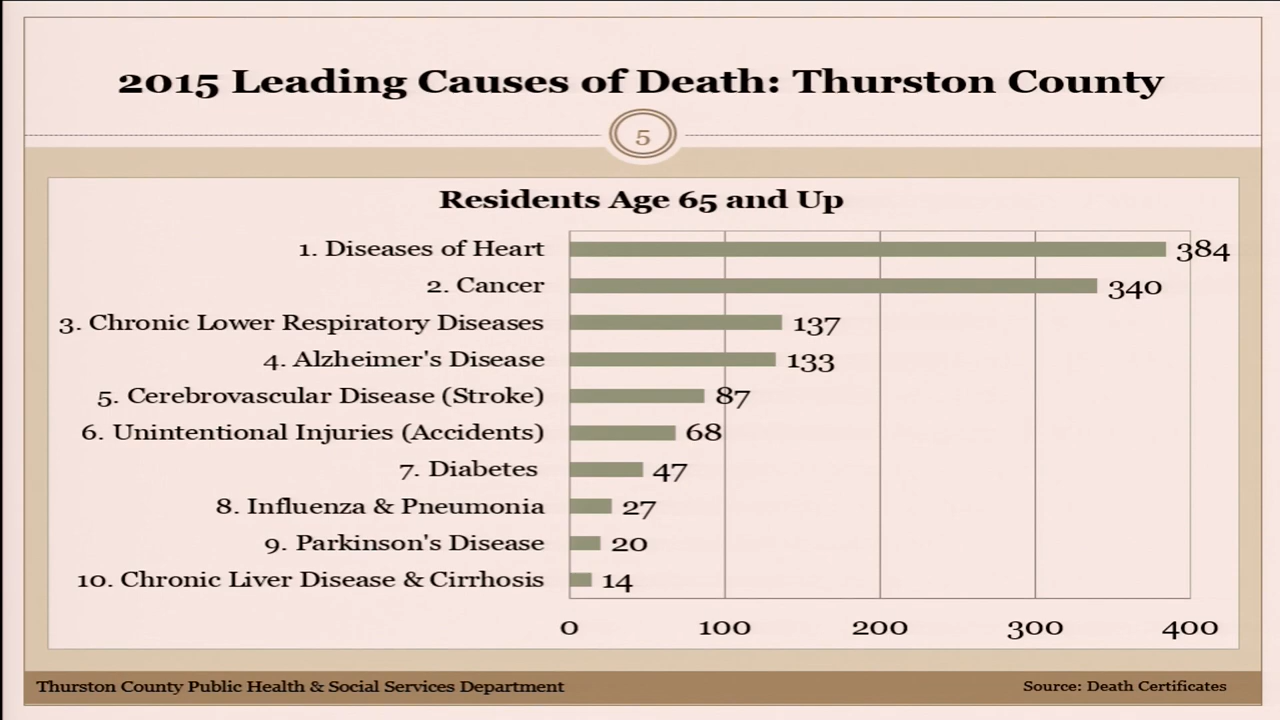 2015 Leading Causes of Death: Thurston County
5
Residents Age 65 and Up
1. Diseases of Heart 384
2. Cancer 340
3. Chronic Lower Respiratory Diseases 137
4. Alzheimer's Disease 133
5. Cerebrovascular Disease (Stroke) 87
6. Unintentional Injuries (Accidents) 68
7. Diabetes 47
8. Influenza & Pneumonia 27
9. Parkinson's Disease 20
10. Chronic Liver Disease & Cirrhosis 14
0 100 200 300 400
Thurston County Public Health & Social Services Department Source: Death Certificates